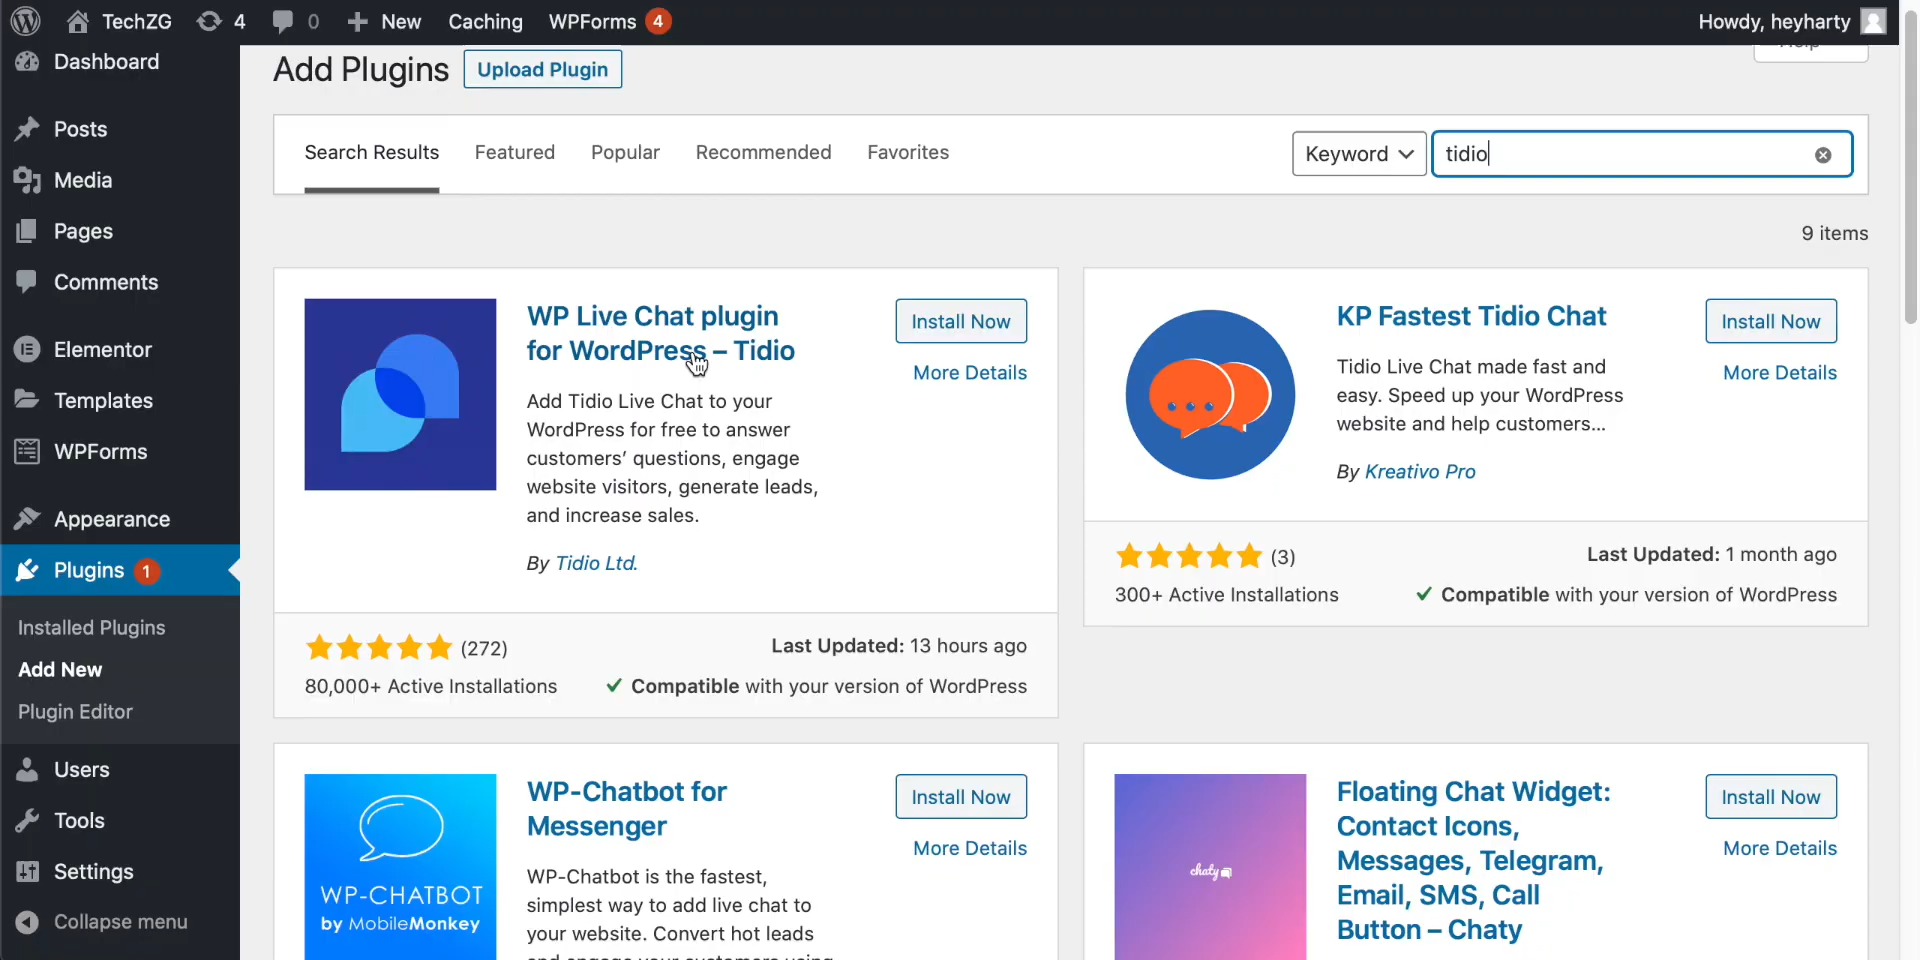 TechZG 4 0 New Caching WPForms 4 Howdy, heyharty
Dashboard
Posts
Media
Pages
Comments
Elementor
Templates
WPForms
Appearance
Plugins 1
Installed Plugins
Add New
Plugin Editor
Users
Tools
Settings
Collapse menu
Help
Add Plugins Upload Plugin
Search Results Featured Popular Recommended Favorites Keyword tidio
9 items
WP Live Chat plugin
for WordPress – Tidio
Install Now
More Details
Add Tidio Live Chat to your
WordPress for free to answer
customers’ questions, engage
website visitors, generate leads,
and increase sales.
By Tidio Ltd.
(272)
Last Updated: 13 hours ago
80,000+ Active Installations
Compatible with your version of WordPress
KP Fastest Tidio Chat
Install Now
More Details
Tidio Live Chat made fast and
easy. Speed up your WordPress
website and help customers...
By Kreativo Pro
(3)
Last Updated: 1 month ago
300+ Active Installations
Compatible with your version of WordPress
WP-CHATBOT
by MobileMonkey
WP-Chatbot for
Messenger
Install Now
More Details
WP-Chatbot is the fastest,
simplest way to add live chat to
your website. Convert hot leads
and engage your customers using
chaty
Floating Chat Widget:
Contact Icons,
Messages, Telegram,
Email, SMS, Call
Button – Chaty
Install Now
More Details